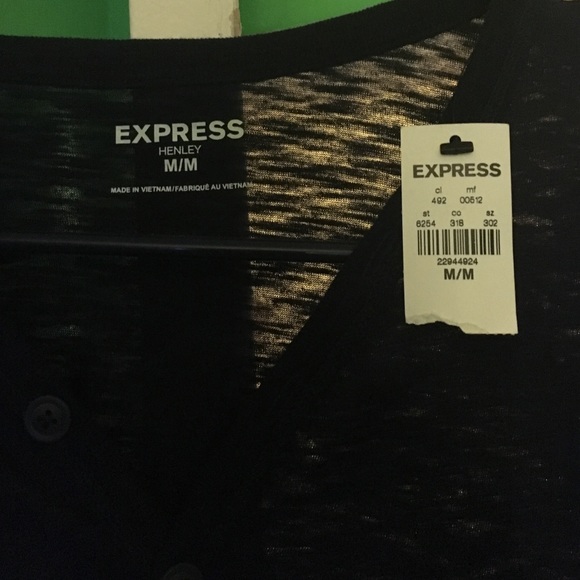 EXPRESS
HENLEY
M/M
MADE IN VIETNAM/FABRIQUÉ AU VIETNAM
EXPRESS
cl mf
492 00612
st co sz
6254 318 302
22944924
M/M